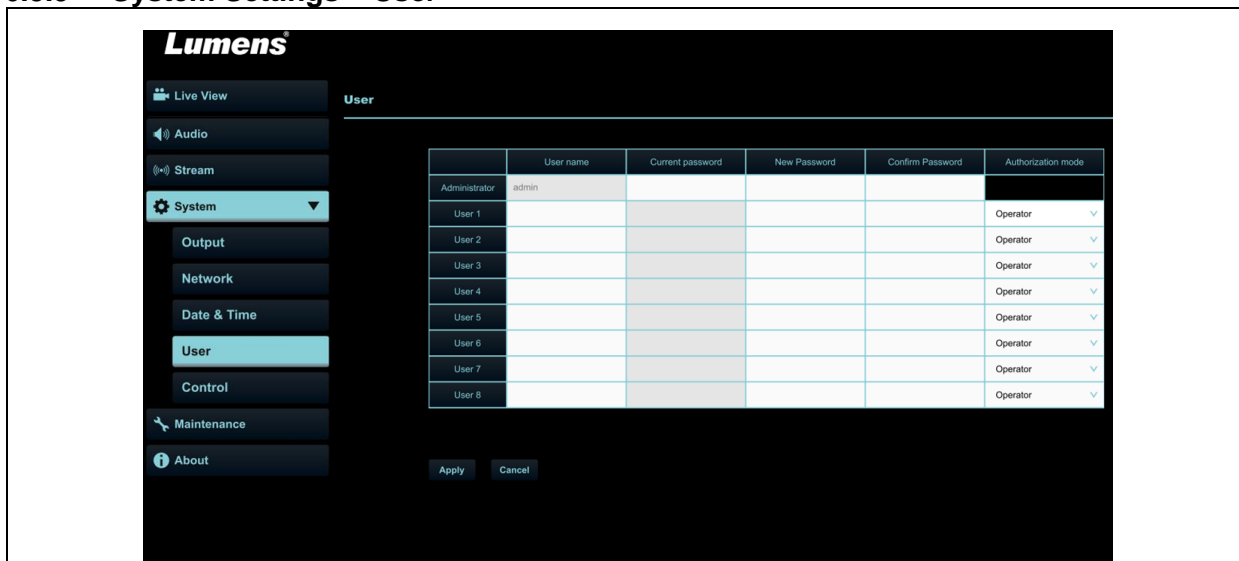 System Settings – User
Lumens®
Live View
Audio
Stream
System
Output
Network
Date & Time
User
Control
Maintenance
About
User
User name Current password New Password Confirm Password Authorization mode
Administrator admin
User 1 Operator
User 2 Operator
User 3 Operator
User 4 Operator
User 5 Operator
User 6 Operator
User 7 Operator
User 8 Operator
Apply Cancel